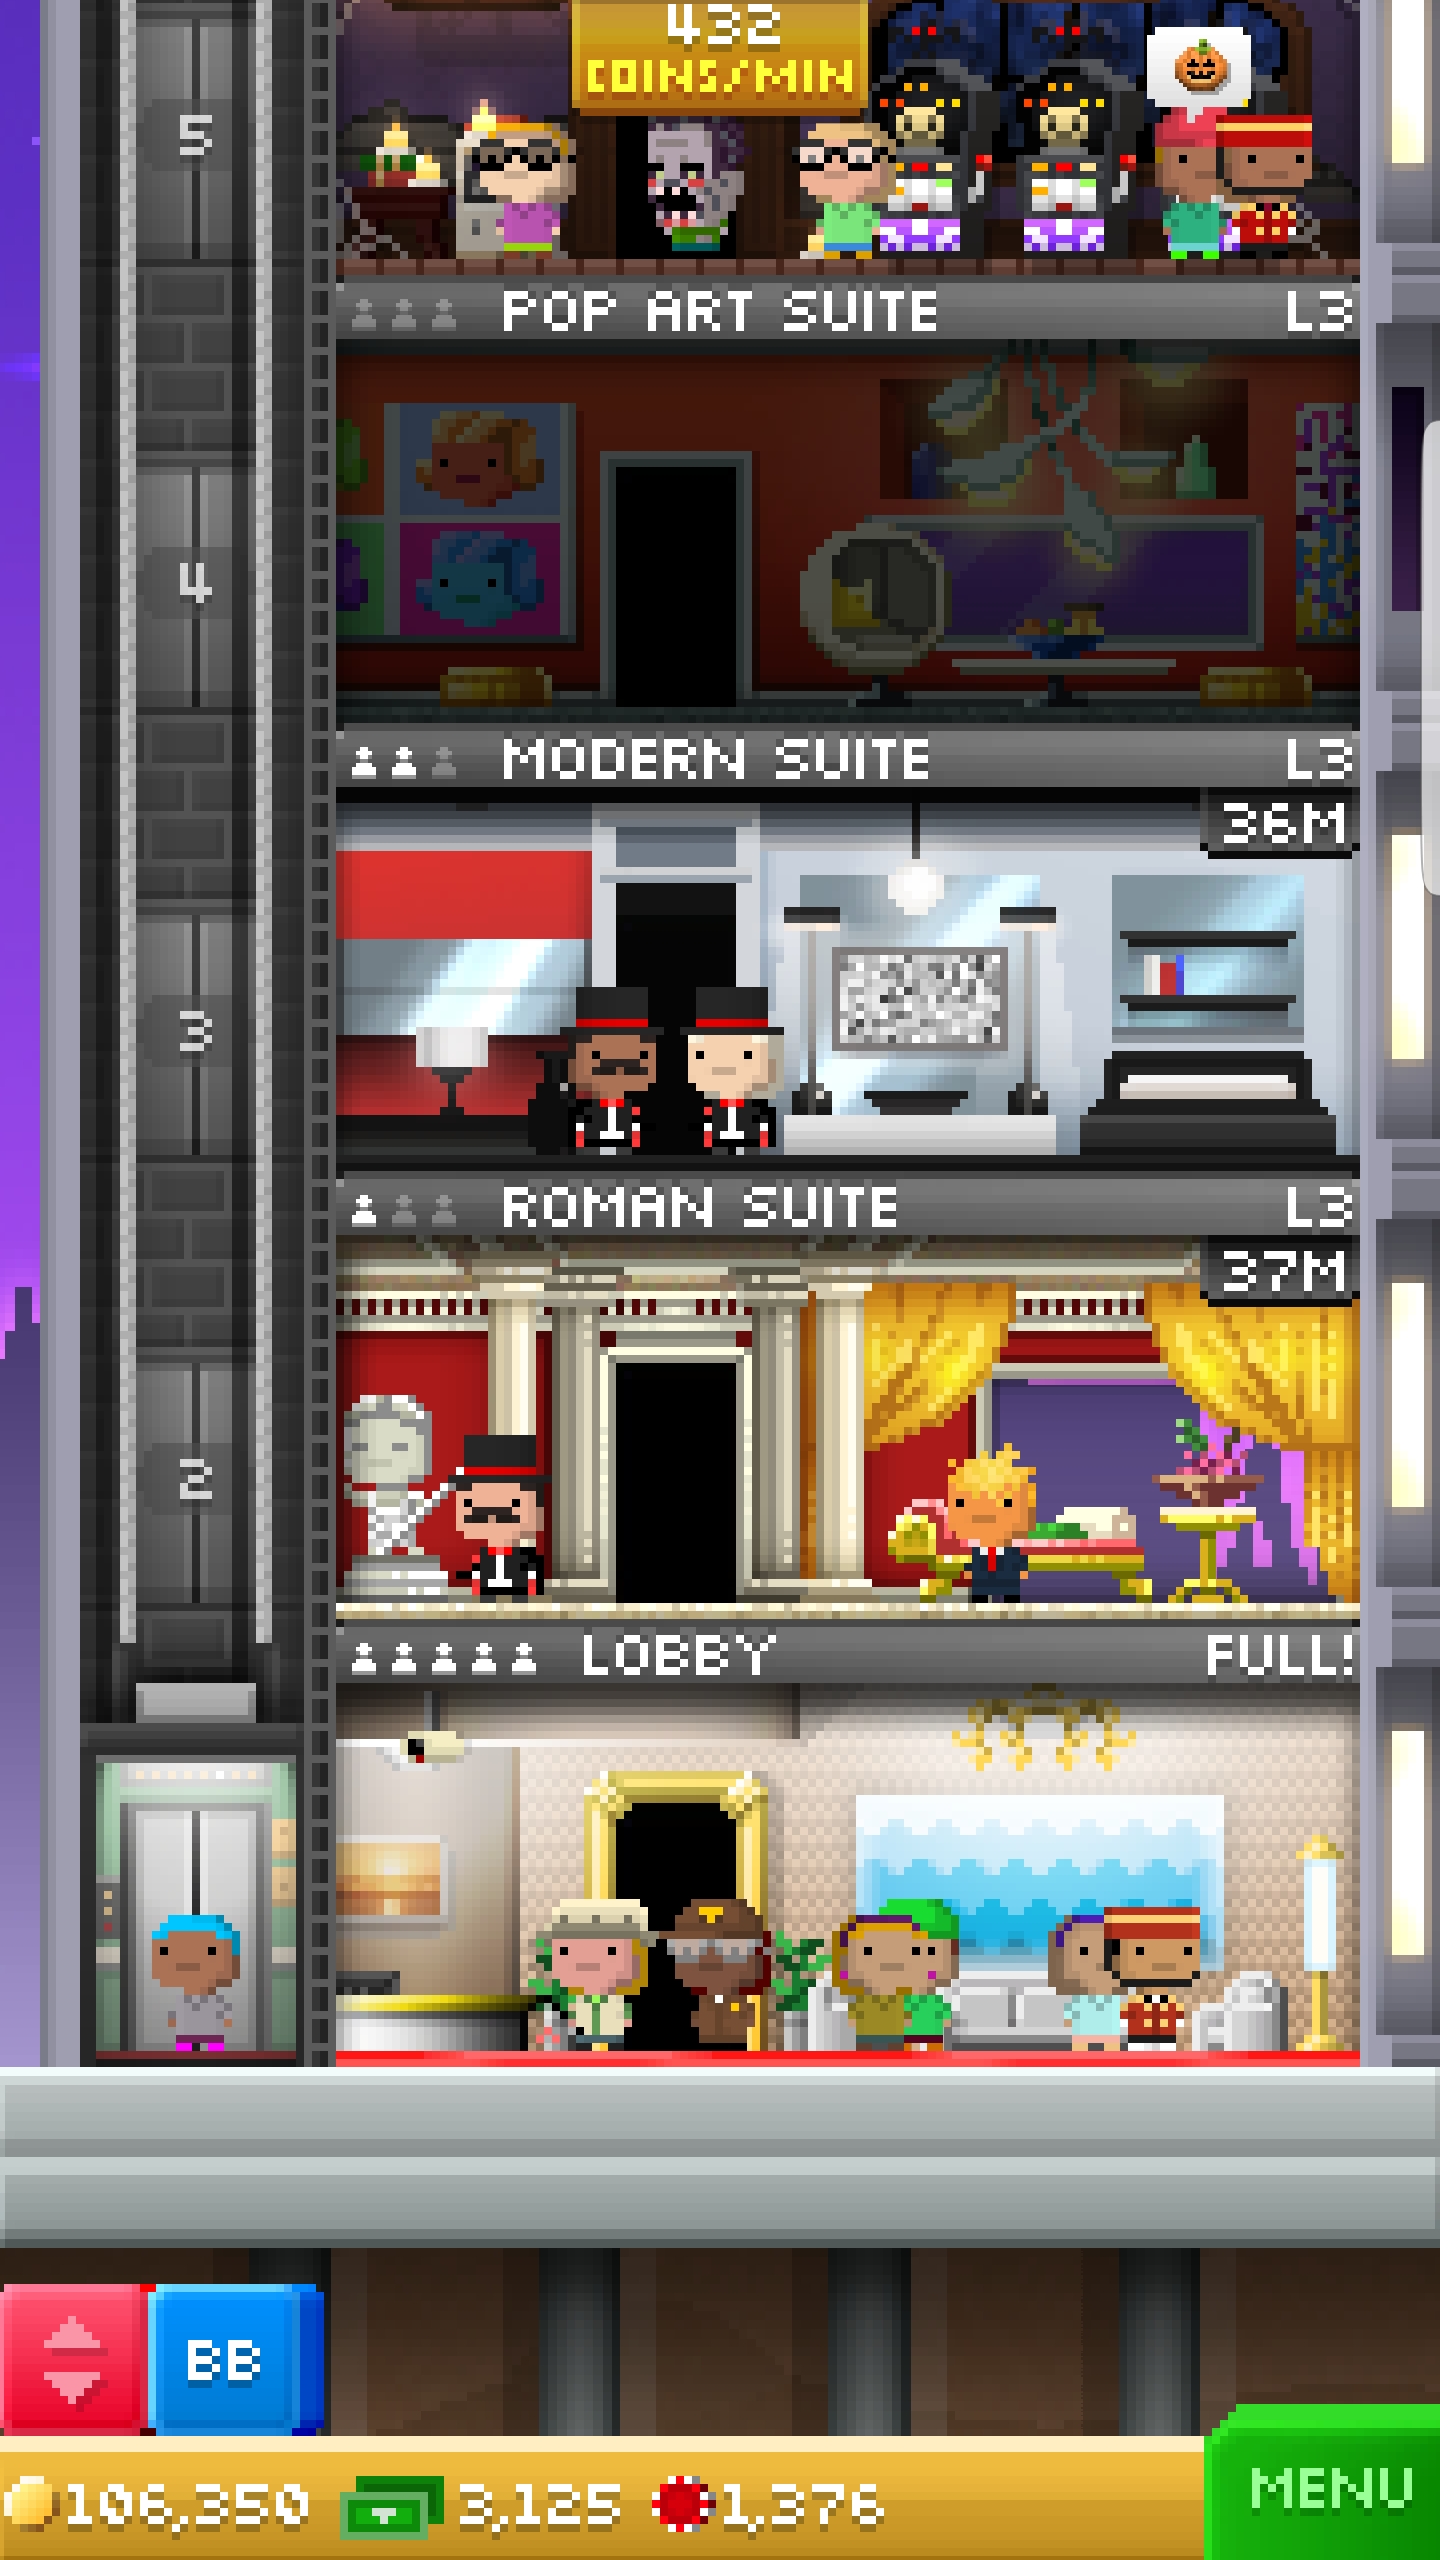 432
COINS/MIN
5
POP ART SUITE L3
4
MODERN SUITE L3
36M
3
ROMAN SUITE L3
37M
2
LOBBY FULL!
BB
106,350 3,125 1,376
MENU